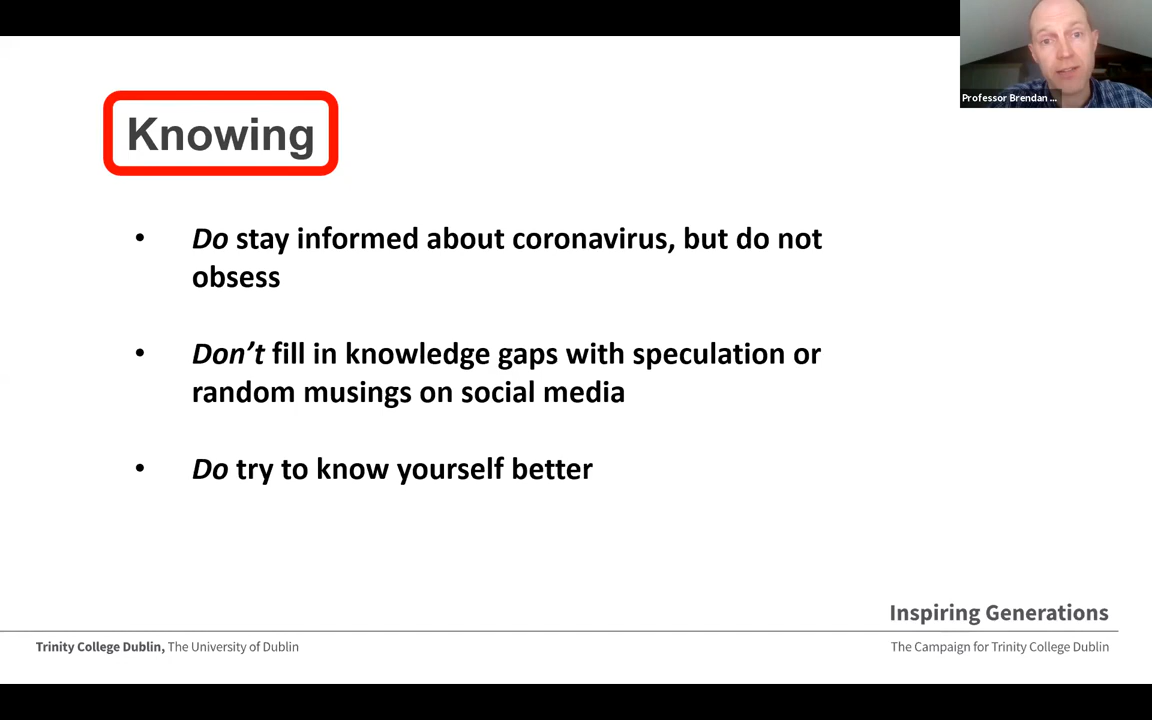 Professor Brendan ...
Knowing
• Do stay informed about coronavirus, but do not
obsess
• Don’t fill in knowledge gaps with speculation or
random musings on social media
• Do try to know yourself better
Inspiring Generations
Trinity College Dublin, The University of Dublin
The Campaign for Trinity College Dublin